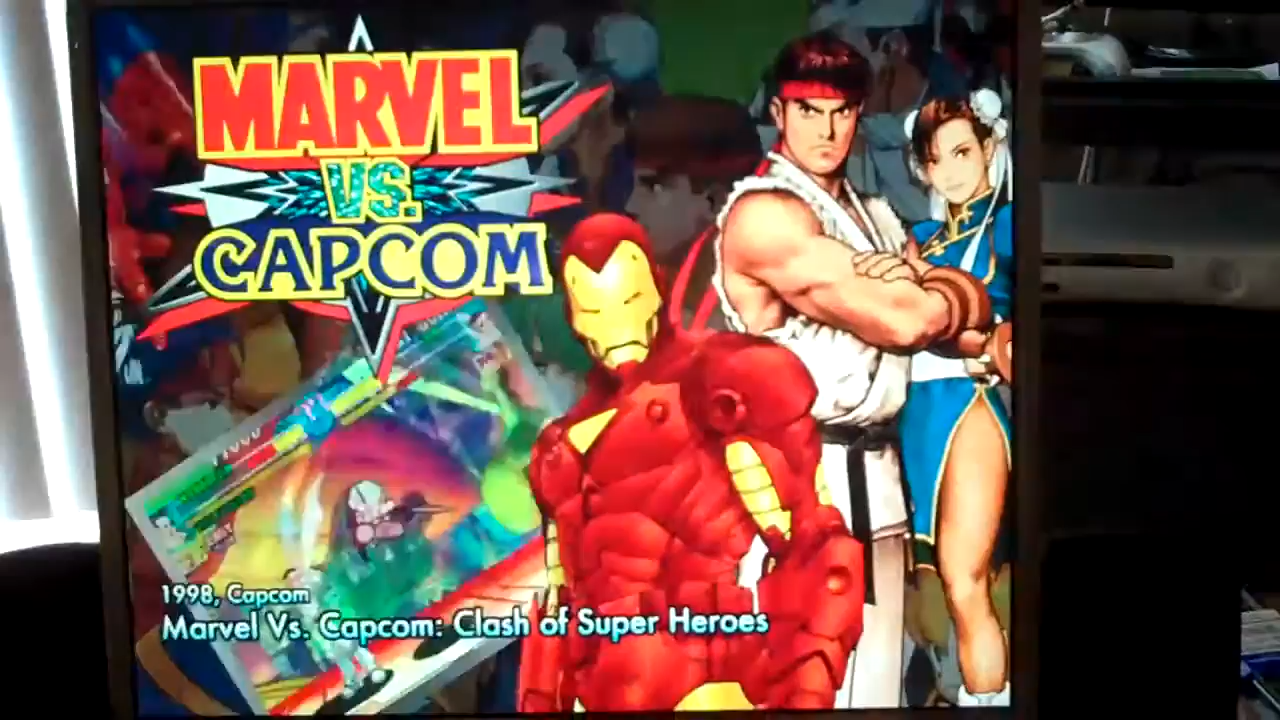 MARVEL
VS.
CAPCOM
1998, Capcom
Marvel Vs. Capcom: Clash of Super Heroes